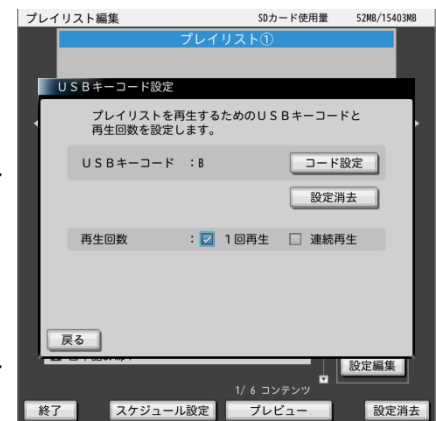 プレイリスト編集
SDカード使用量 52MB/15403MB
プレイリスト①
USBキーコード設定
プレイリストを再生するためのUSBキーコードと
再生回数を設定します。
USBキーコード :B
コード設定
設定消去
再生回数 : 1回再生 連続再生
戻る
設定編集
1/ 6 コンテンツ
終了 スケジュール設定 プレビュー 設定消去